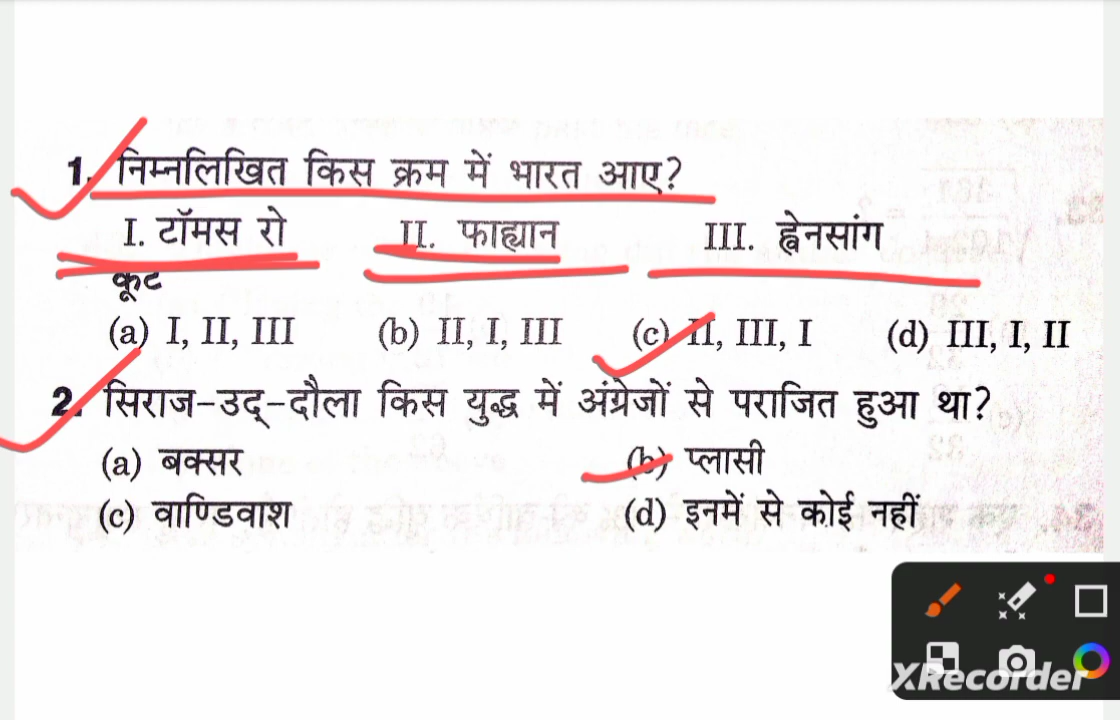 1. निम्नलिखित किस क्रम में भारत आए?
I. टॉमस रो II. फाह्यान III. ह्वेनसांग
कूट
(a) I, II, III (b) II, I, III (c) II, III, I (d) III, I, II
2. सिराज-उद्-दौला किस युद्ध में अंग्रेजों से पराजित हुआ था?
(a) बक्सर (b) प्लासी
(c) वाण्डिवाश (d) इनमें से कोई नहीं
XRecorder